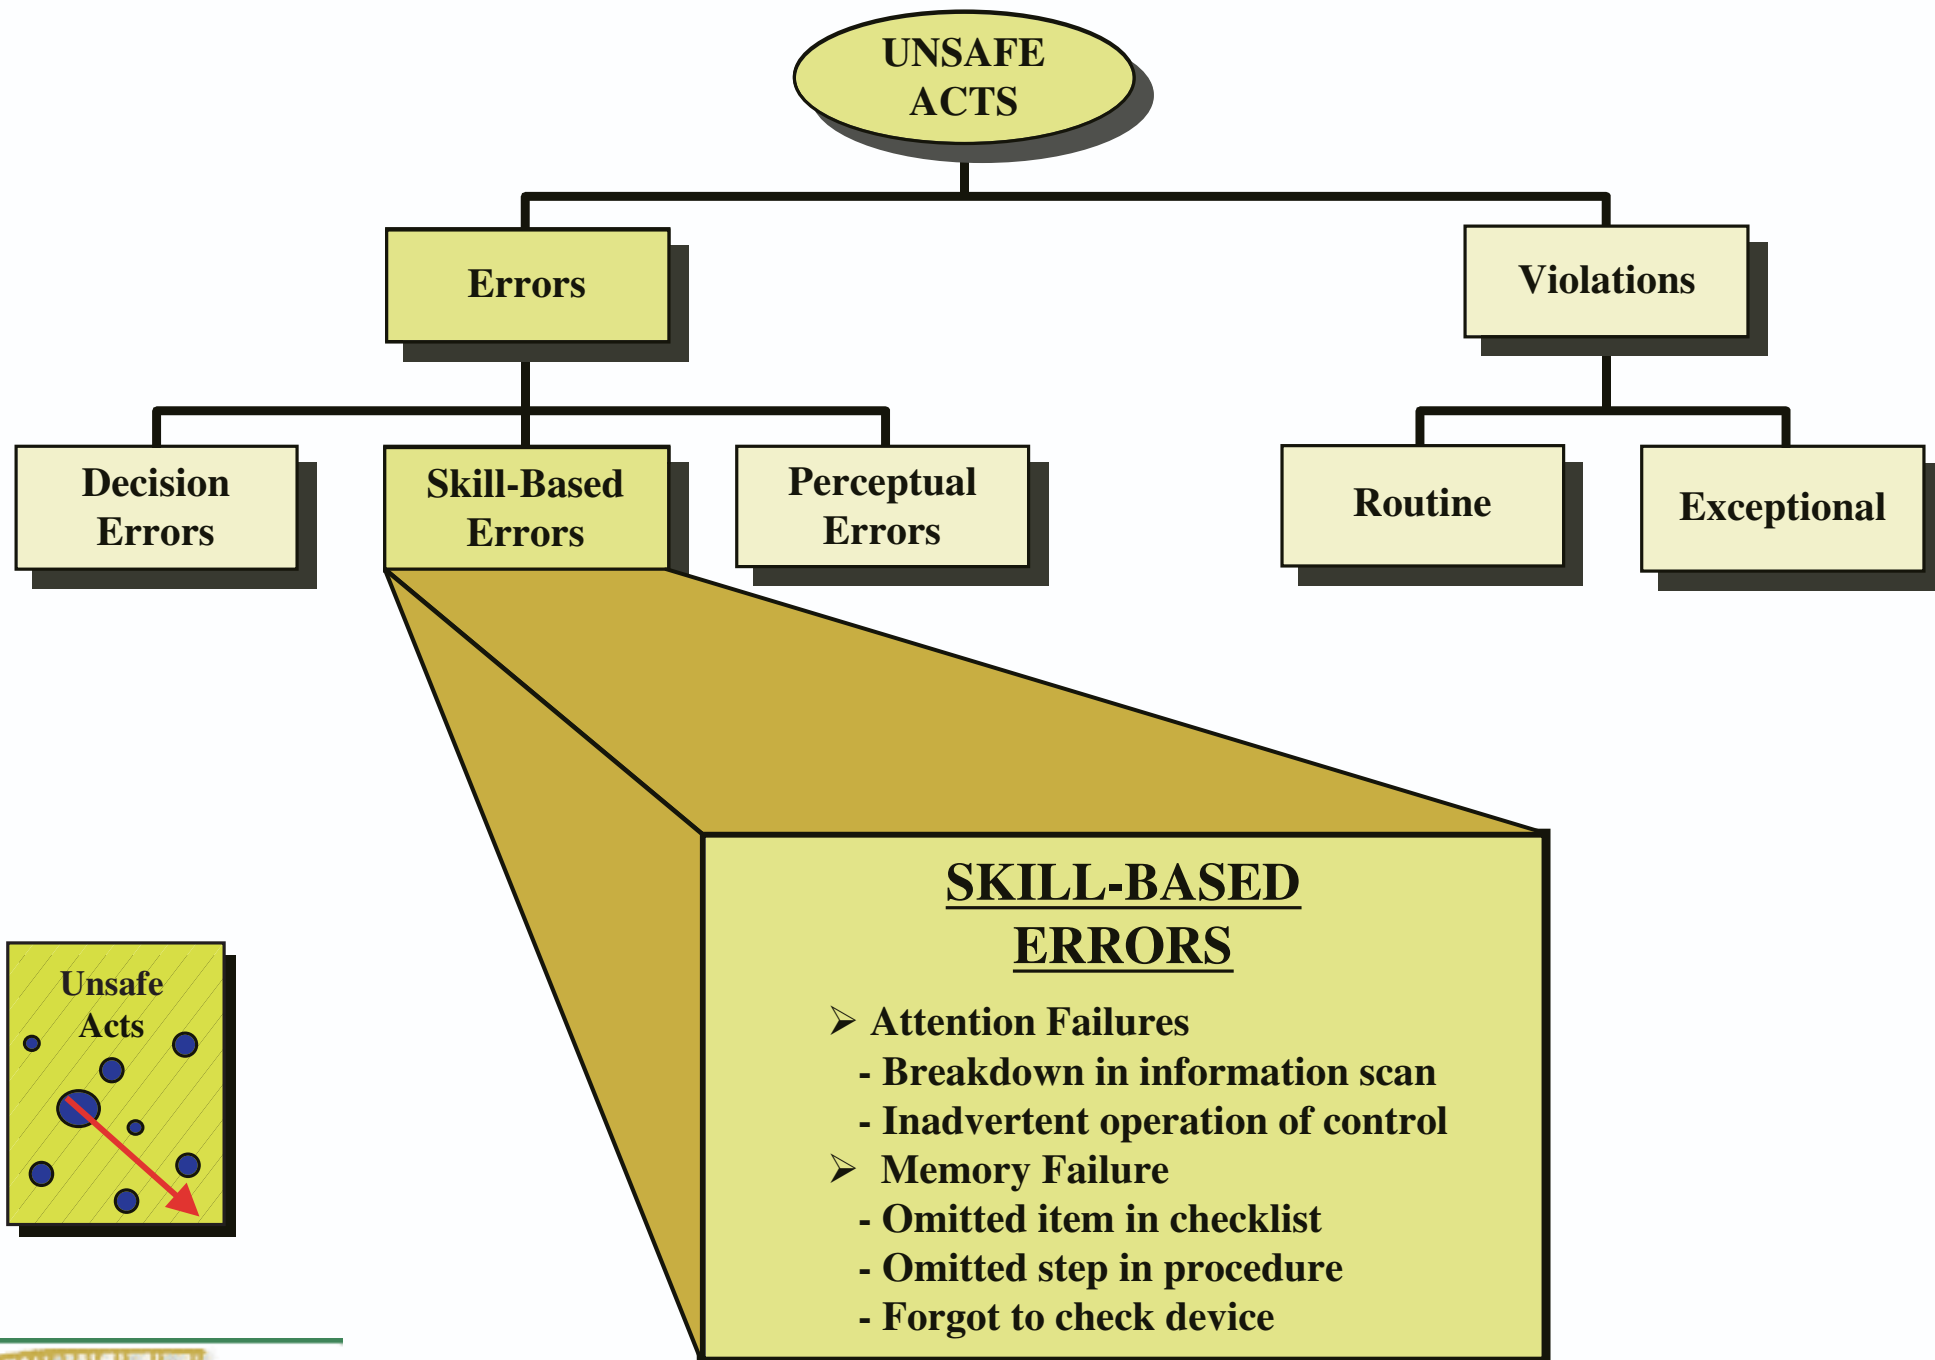 UNSAFE
ACTS
Errors
Violations
Decision
Errors
Skill-Based
Errors
Perceptual
Errors
Routine
Exceptional
SKILL-BASED
ERRORS
➢ Attention Failures
- Breakdown in information scan
- Inadvertent operation of control
➢ Memory Failure
- Omitted item in checklist
- Omitted step in procedure
- Forgot to check device
Unsafe
Acts